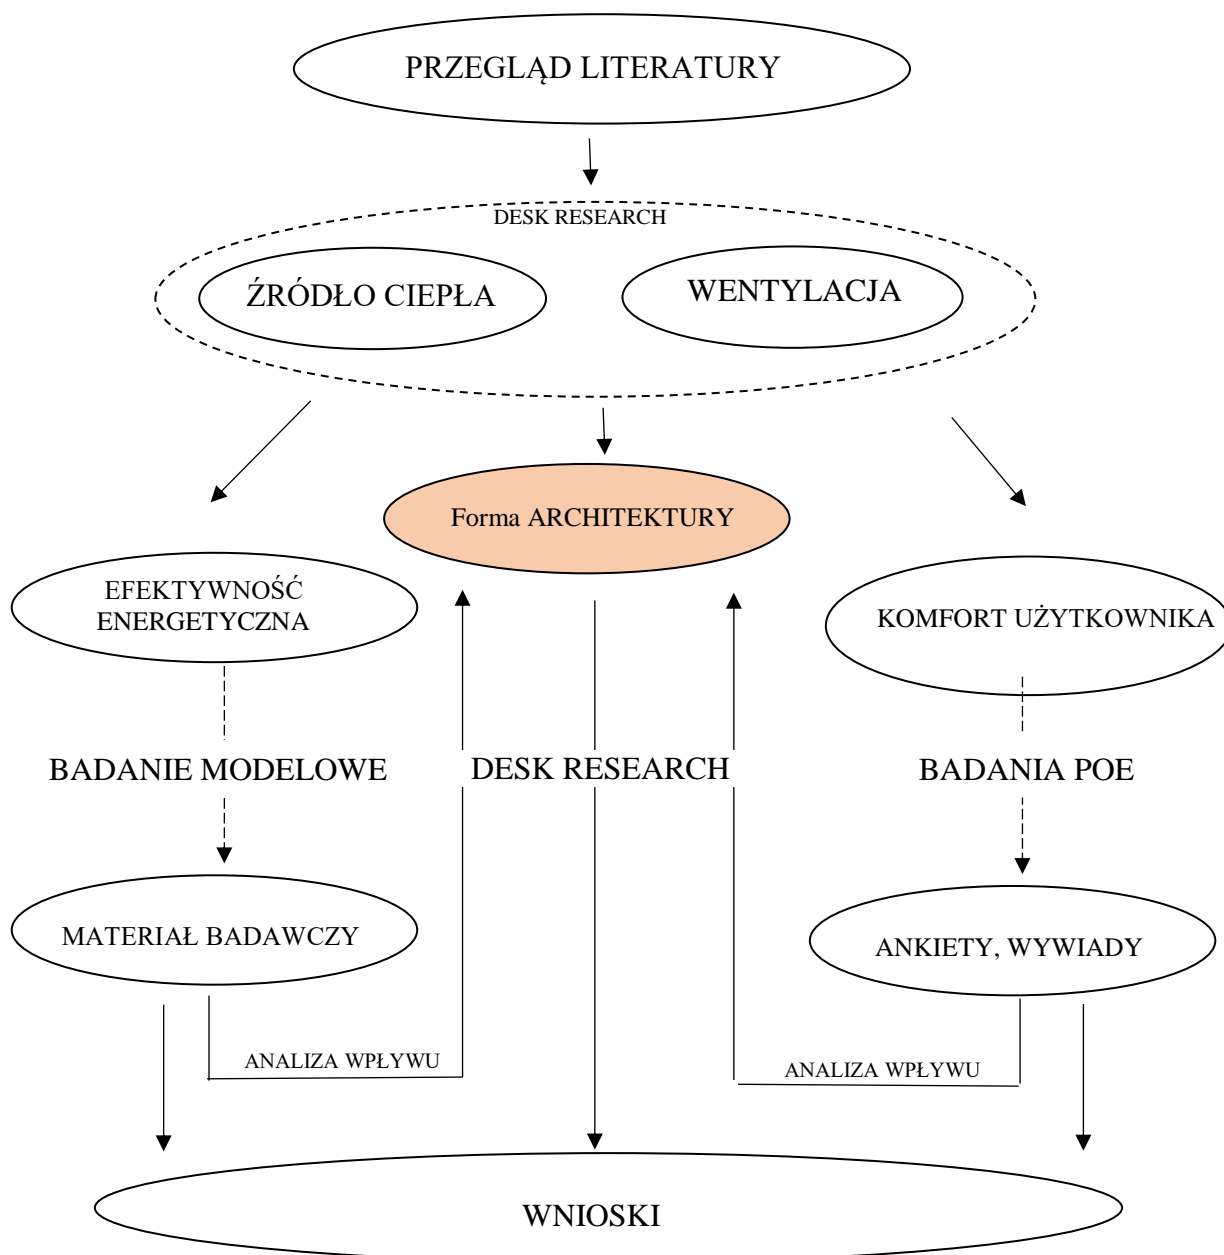 PRZEGLĄD LITERATURY
DESK RESEARCH
ŹRÓDŁO CIEPŁA
WENTYLACJA
Forma ARCHITEKTURY
EFEKTYWNOŚĆ
ENERGETYCZNA
KOMFORT UŻYTKOWNIKA
BADANIE MODELOWE
DESK RESEARCH
BADANIA POE
MATERIAŁ BADAWCZY
ANKIETY, WYWIADY
ANALIZA WPŁYWU
ANALIZA WPŁYWU
WNIOSKI